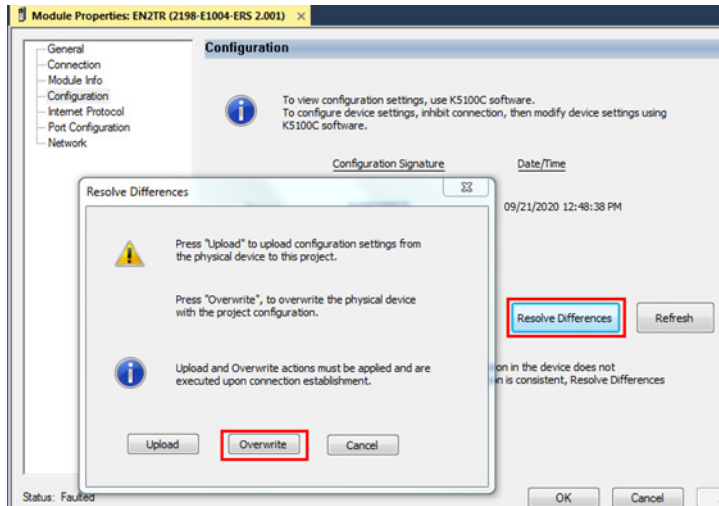 Module Properties: EN2TR (2198-E1004-ERS 2.001) ×
General
Connection
Module Info
Configuration
Internet Protocol
Port Configuration
Network
Configuration
To view configuration settings, use K5100C software.
To configure device settings, inhibit connection, then modify device settings using
K5100C software.
Configuration Signature
Date/Time
09/21/2020 12:48:38 PM
Resolve Differences
Refresh
on in the device does not
is consistent, Resolve Differences
Resolve Differences
Press "Upload" to upload configuration settings from
the physical device to this project.
Press "Overwrite", to overwrite the physical device
with the project configuration.
Upload and Overwrite actions must be applied and are
executed upon connection establishment.
Upload
Overwrite
Cancel
Status: Faulted
OK
Cancel